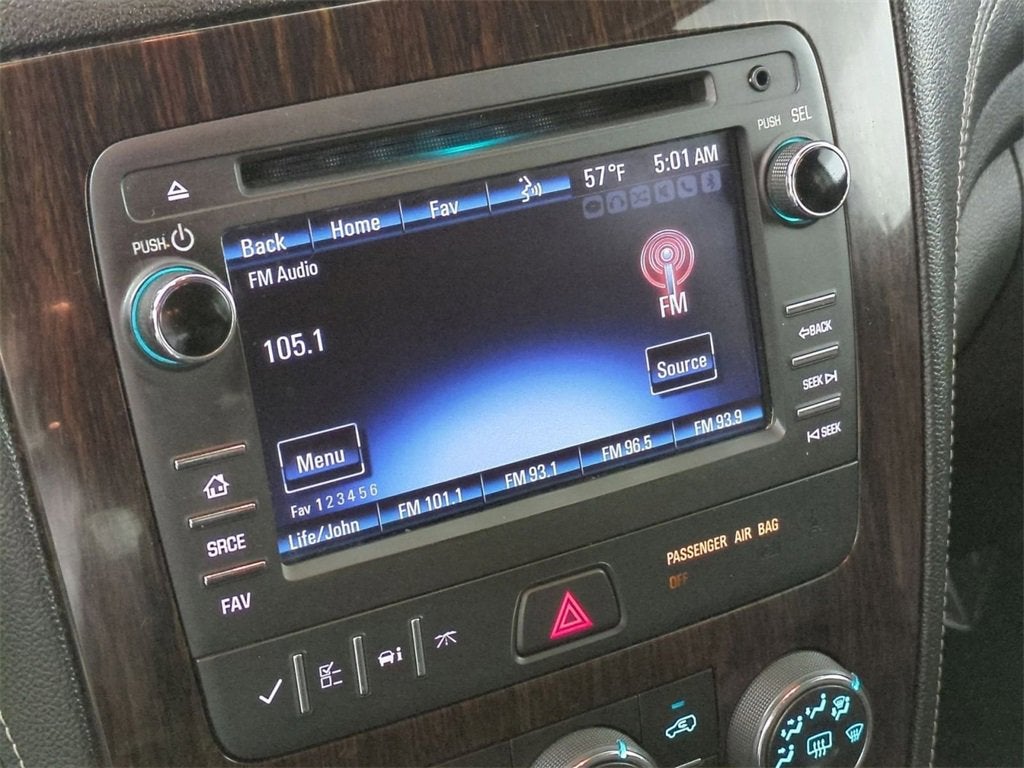 PUSH SEL
57°F 5:01 AM
PUSH
Back Home Fav
FM Audio
FM
105.1
BACK
Source
SEEK
SEEK
Menu
Fav 1 2 3 4 5 6
Life/John FM 101.1 FM 93.1 FM 96.5 FM 93.9
SRCE
FAV
PASSENGER AIR BAG
OFF